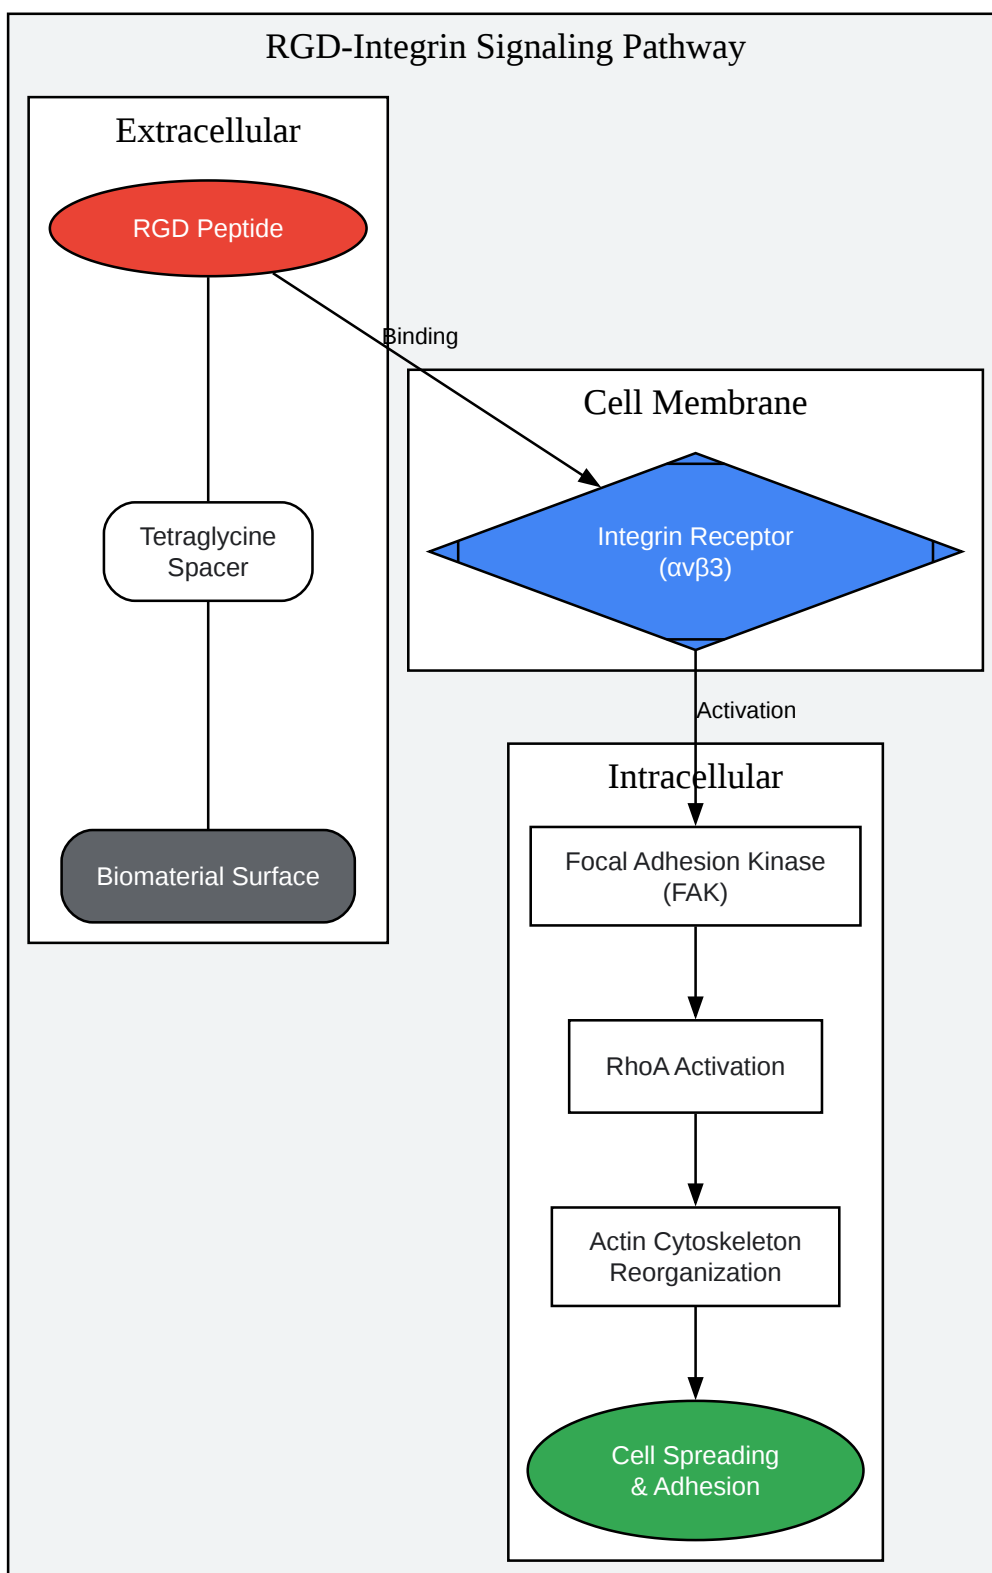 RGD-Integrin Signaling Pathway
Extracellular
RGD Peptide
Binding
Tetraglycine
Spacer
Biomaterial Surface
Cell Membrane
Integrin Receptor
(αvβ3)
Activation
Intracellular
Focal Adhesion Kinase
(FAK)
RhoA Activation
Actin Cytoskeleton
Reorganization
Cell Spreading
& Adhesion